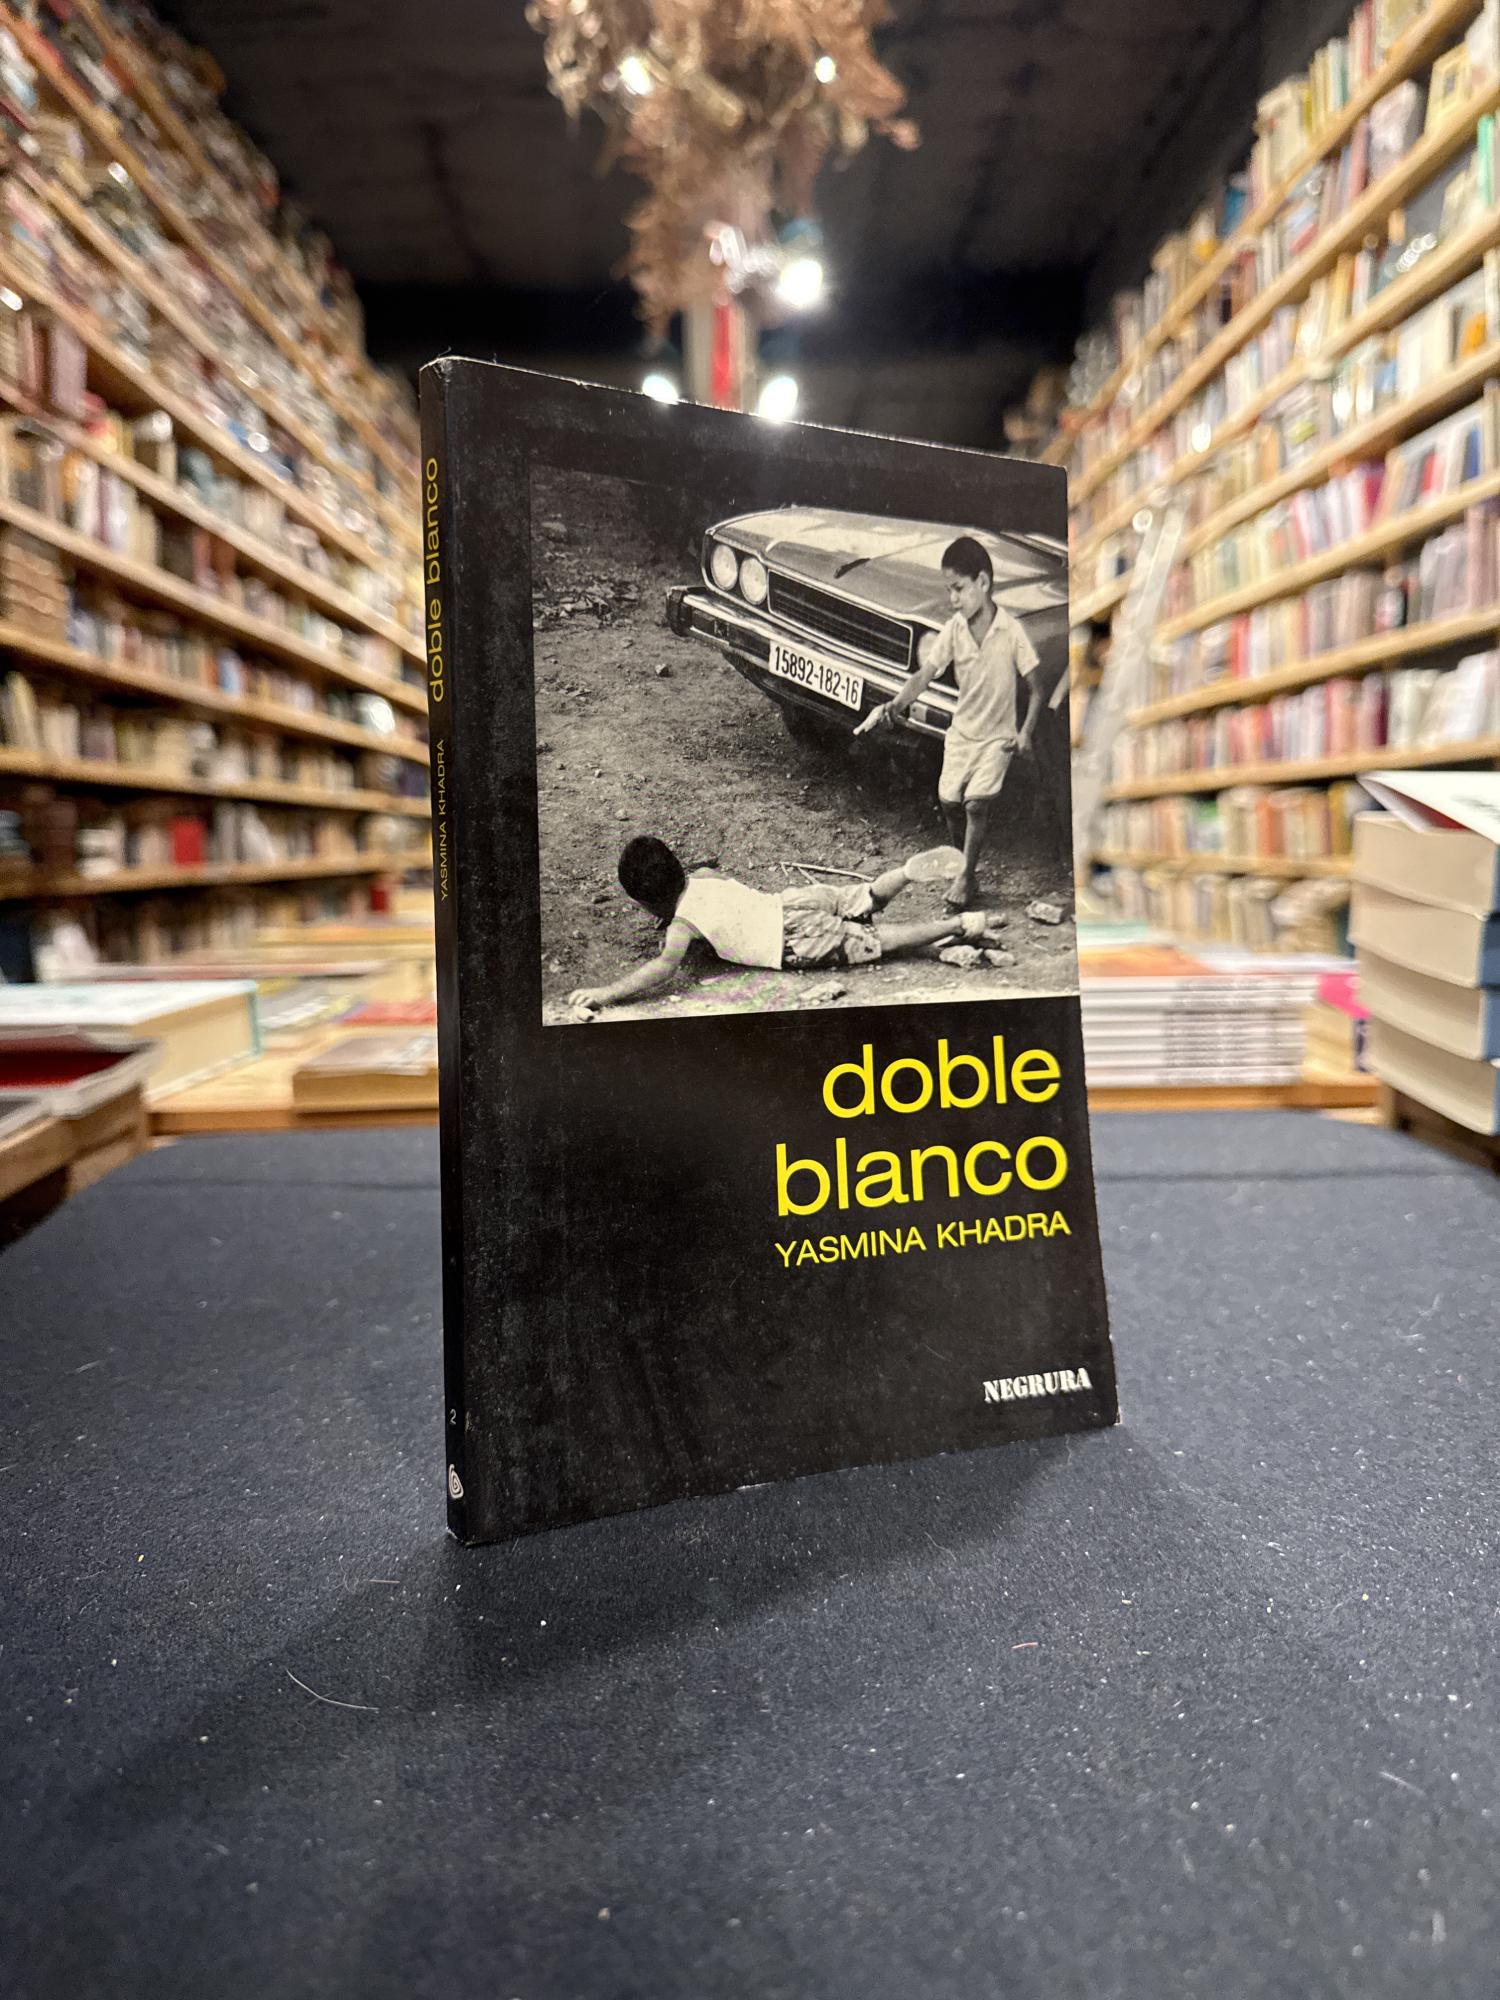 doble blanco
YASMINA KHADRA
2
15892-182-16
doble
blanco
YASMINA KHADRA
NEGRURA